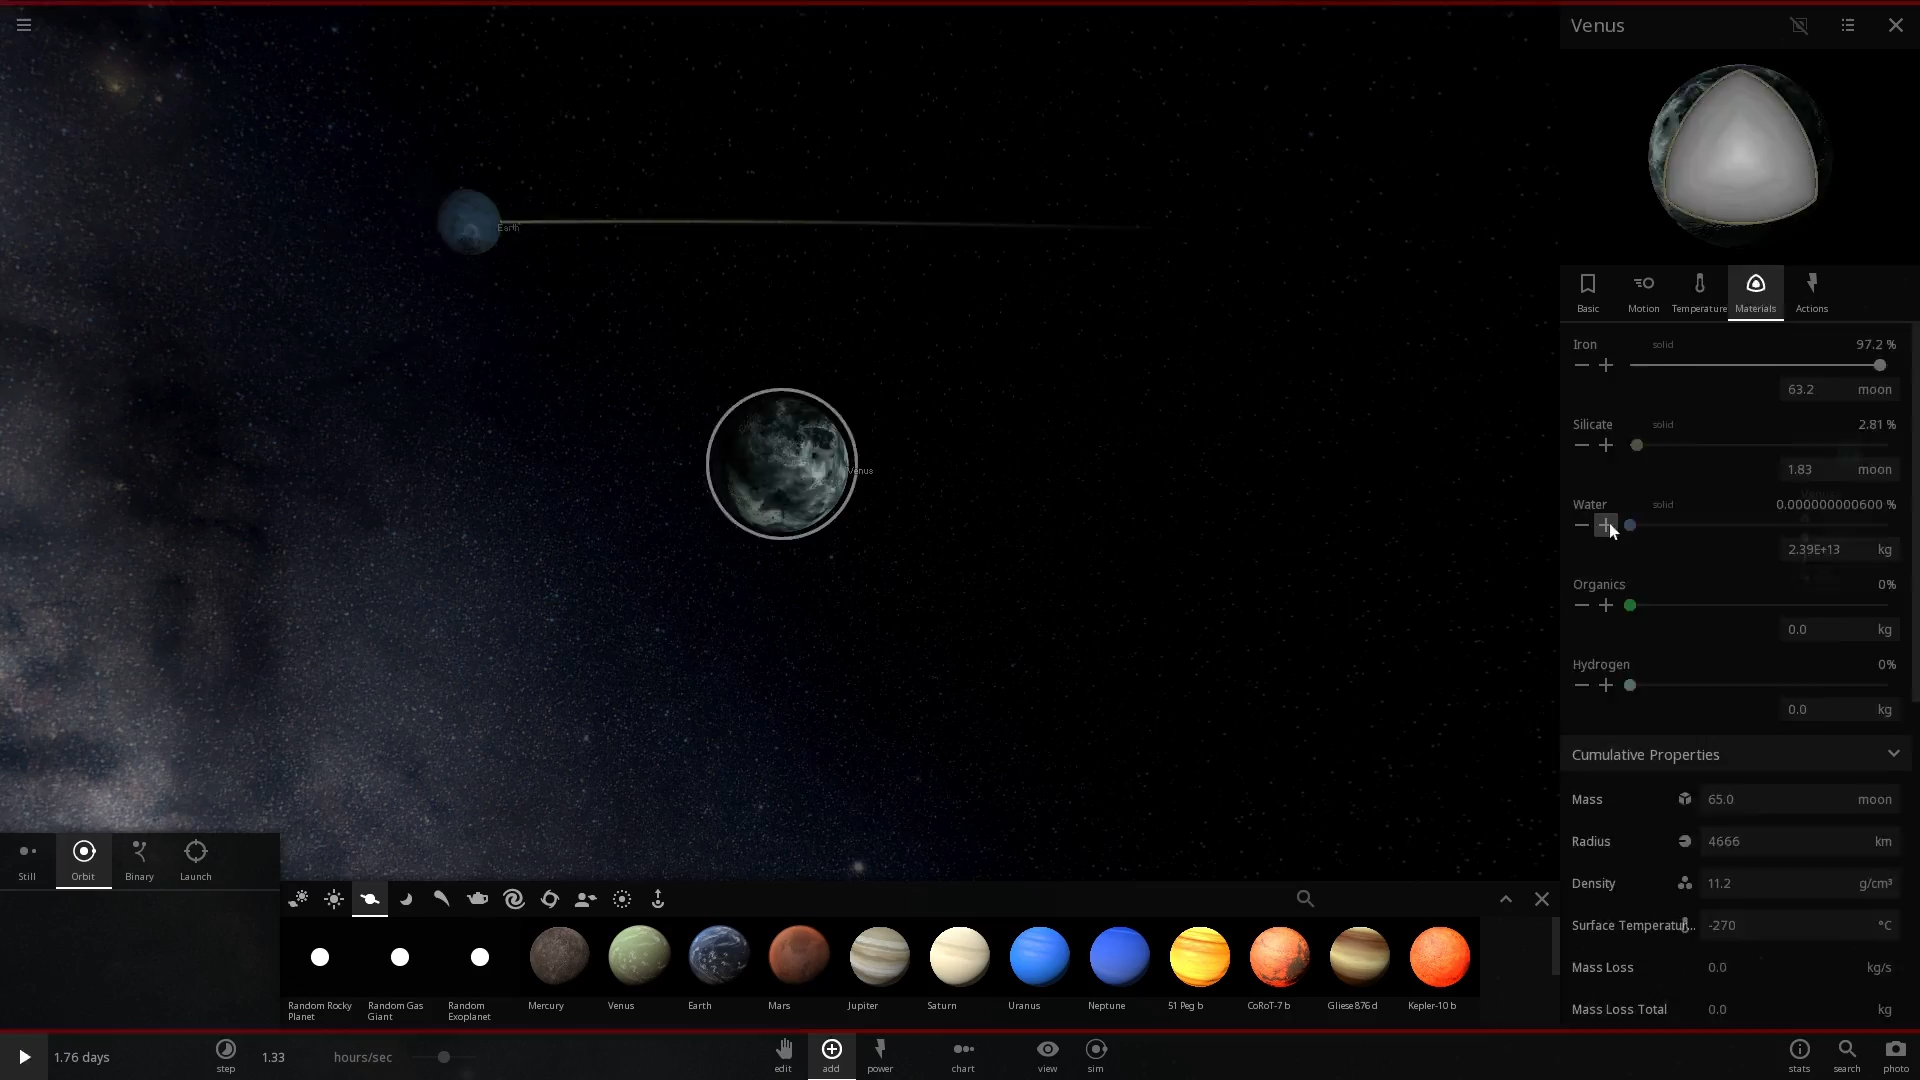 Venus
Earth
Venus
Basic
Motion
Temperature
Materials
Actions
Iron solid 97.2 %
63.2 moon
Silicate solid 2.81 %
1.83 moon
Water solid 0.000000000600 %
2.39E+13 kg
Organics 0%
0.0 kg
Hydrogen 0%
0.0 kg
Cumulative Properties
Mass 65.0 moon
Radius 4666 km
Density 11.2 g/cm³
Surface Temperatur... -270 °C
Mass Loss 0.0 kg/s
Mass Loss Total 0.0 kg
Still
Orbit
Binary
Launch
Random Rocky
Planet
Random Gas
Giant
Random
Exoplanet
Mercury
Venus
Earth
Mars
Jupiter
Saturn
Uranus
Neptune
51 Peg b
CoRoT-7 b
Gliese 876 d
Kepler-10 b
1.76 days
step
1.33 hours/sec
edit
add
power
chart
view
sim
stats
search
photo